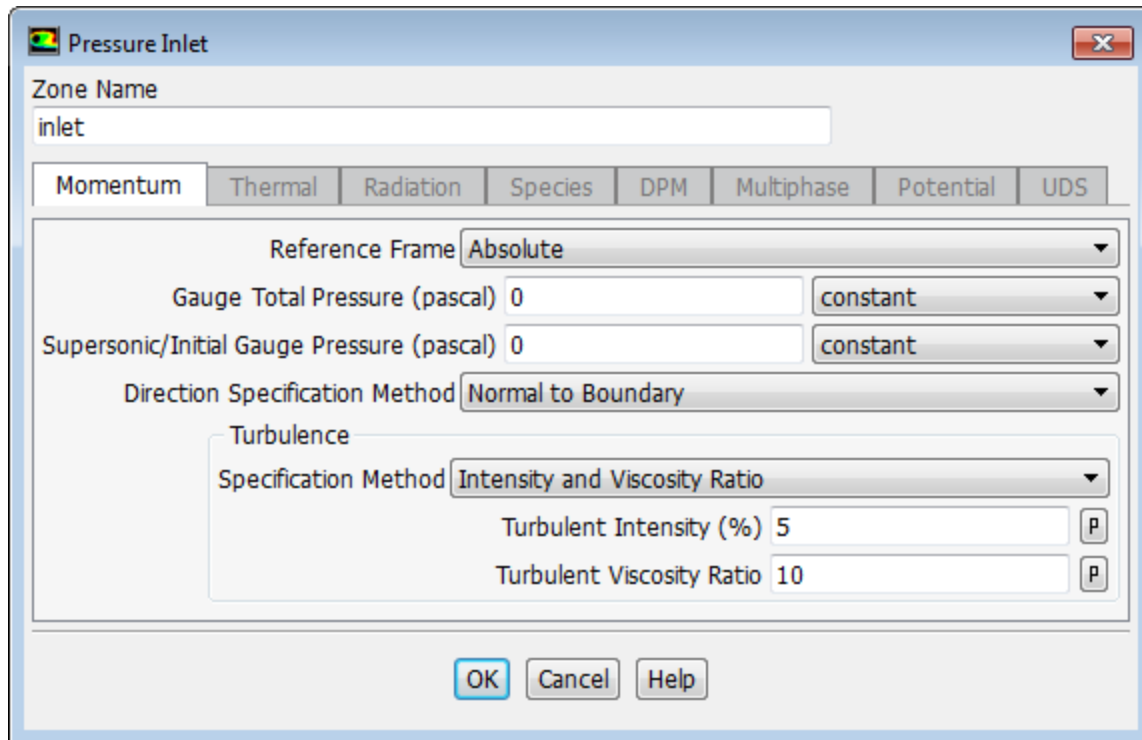 Pressure Inlet
Zone Name
inlet
Momentum Thermal Radiation Species DPM Multiphase Potential UDS
Reference Frame Absolute
Gauge Total Pressure (pascal) 0 constant
Supersonic/Initial Gauge Pressure (pascal) 0 constant
Direction Specification Method Normal to Boundary
Turbulence
Specification Method Intensity and Viscosity Ratio
Turbulent Intensity (%) 5 P
Turbulent Viscosity Ratio 10 P
OK Cancel Help